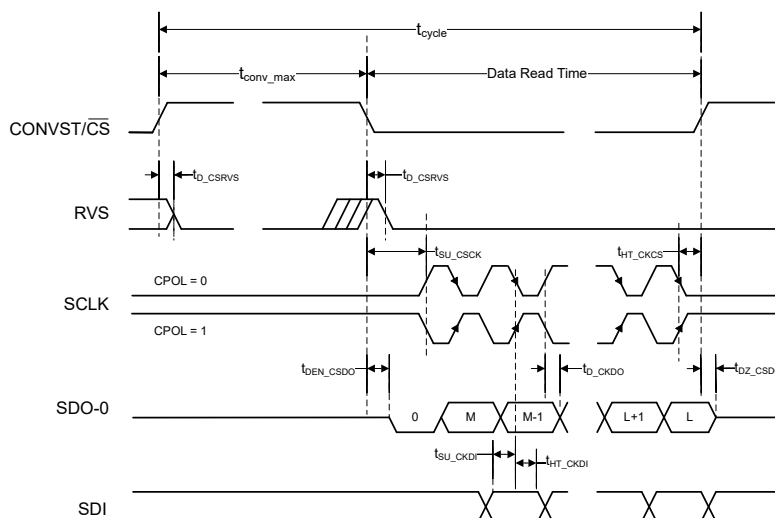 tcycle
tconv_max
Data Read Time
CONVST/CS
tD_CSRVS
tD_CSRVS
RVS
tSU_CSCK
tHT_CKCS
CPOL = 0
SCLK
CPOL = 1
tDEN_CSDO
tD_CKDO
tDZ_CSDO
SDO-0
0
M
M-1
L+1
L
tSU_CKDI
tHT_CKDI
SDI